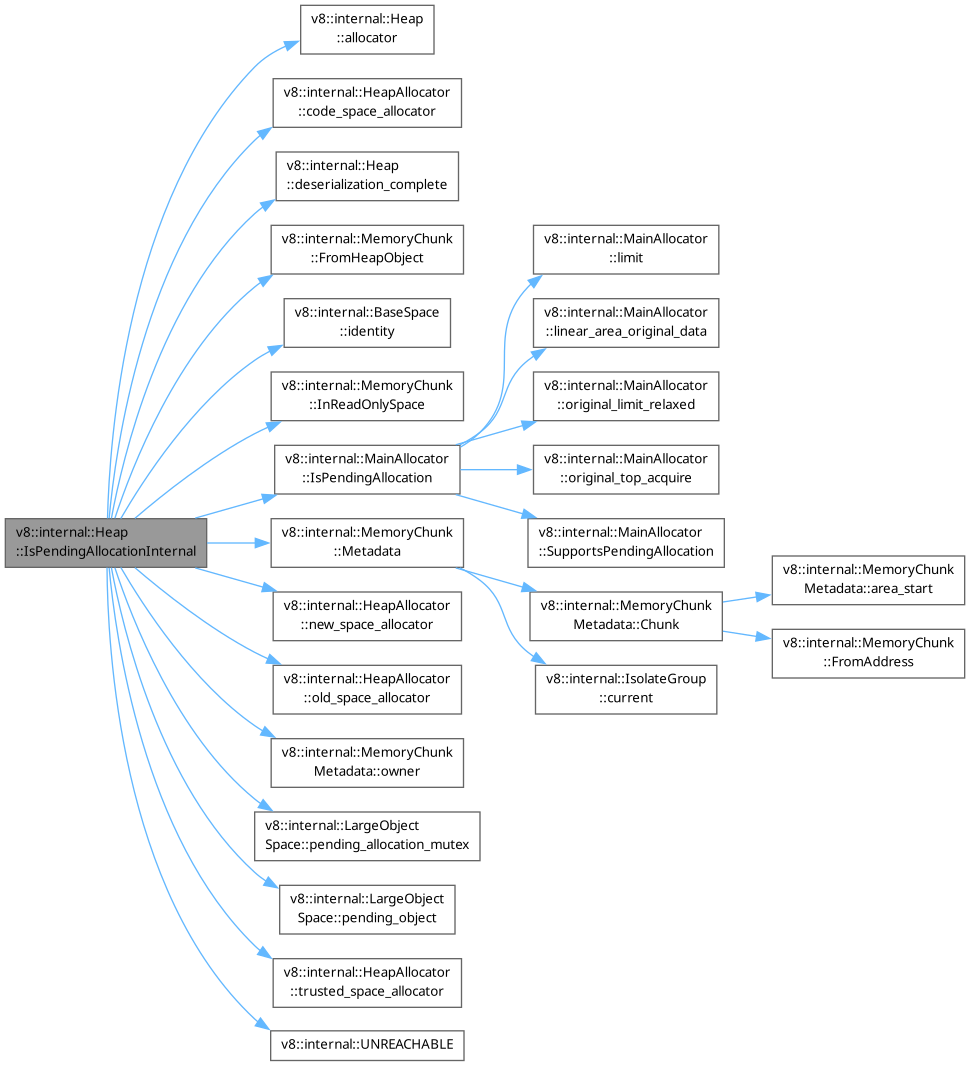 v8::internal::Heap
::allocator
v8::internal::HeapAllocator
::code_space_allocator
v8::internal::Heap
::deserialization_complete
v8::internal::MemoryChunk
::FromHeapObject
v8::internal::BaseSpace
::identity
v8::internal::MemoryChunk
::InReadOnlySpace
v8::internal::MainAllocator
::IsPendingAllocation
v8::internal::Heap
::IsPendingAllocationInternal
v8::internal::MemoryChunk
::Metadata
v8::internal::HeapAllocator
::new_space_allocator
v8::internal::HeapAllocator
::old_space_allocator
v8::internal::MemoryChunk
Metadata::owner
v8::internal::LargeObject
Space::pending_allocation_mutex
v8::internal::LargeObject
Space::pending_object
v8::internal::HeapAllocator
::trusted_space_allocator
v8::internal::UNREACHABLE
v8::internal::MainAllocator
::limit
v8::internal::MainAllocator
::linear_area_original_data
v8::internal::MainAllocator
::original_limit_relaxed
v8::internal::MainAllocator
::original_top_acquire
v8::internal::MainAllocator
::SupportsPendingAllocation
v8::internal::MemoryChunk
Metadata::Chunk
v8::internal::IsolateGroup
::current
v8::internal::MemoryChunk
Metadata::area_start
v8::internal::MemoryChunk
::FromAddress